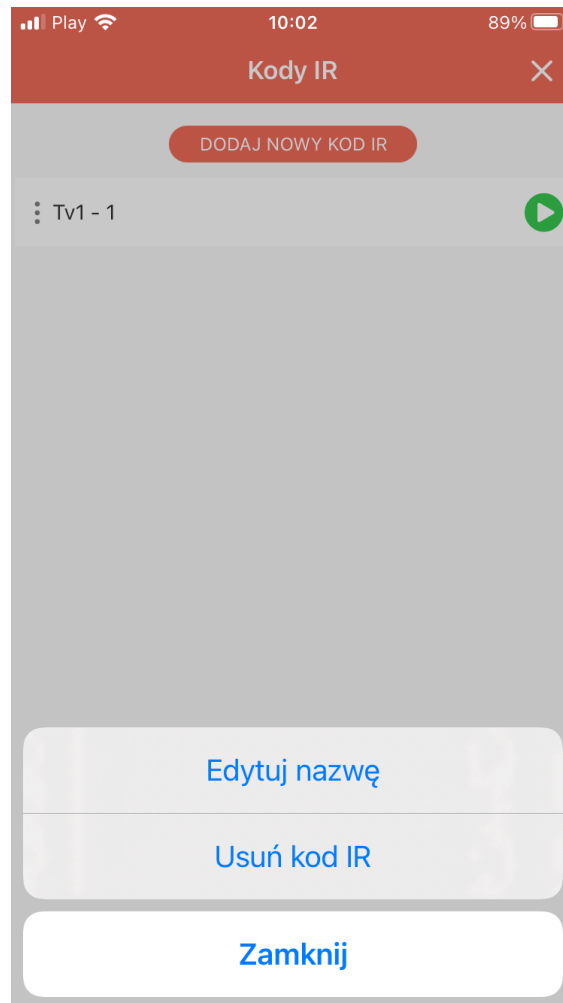 Play 10:02 89%
Kody IR
DODAJ NOWY KOD IR
Tv1 - 1
Edytuj nazwę
Usuń kod IR
Zamknij